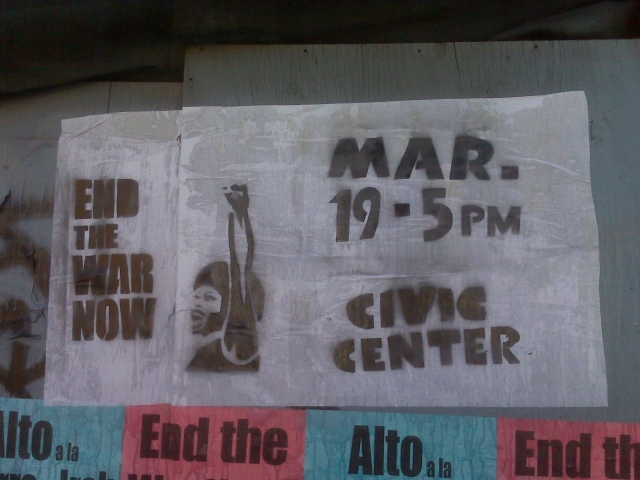 END
THE
WAR
NOW
MAR.
19 - 5 PM
CIVIC
CENTER
Alto a la
End the
Alto a la
End th